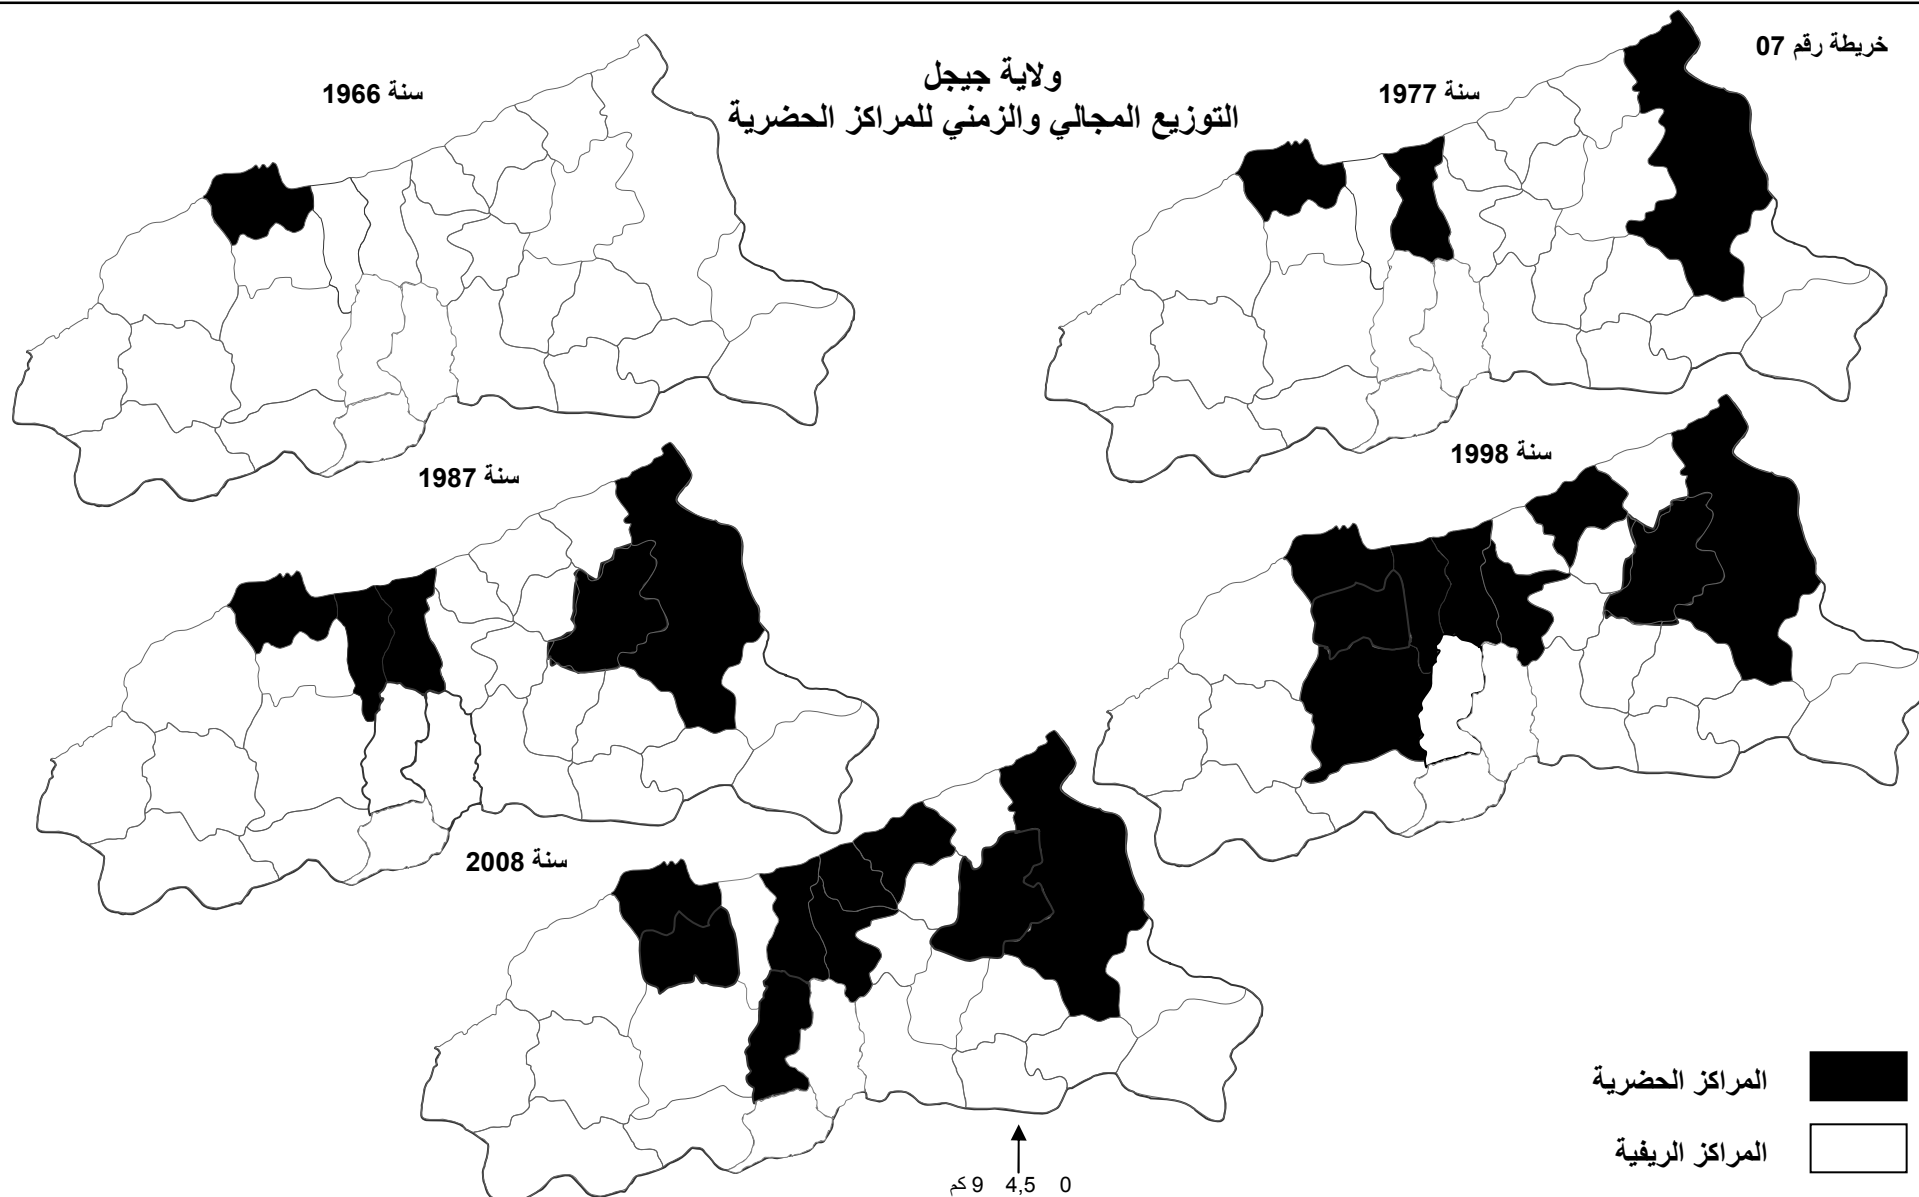 خريطة رقم 07
ولاية جيجل
التوزيع المجالي والزمني للمراكز الحضرية
سنة 1966
سنة 1977
سنة 1987
سنة 1998
سنة 2008
المراكز الحضرية
المراكز الريفية
0 4,5 9 كم